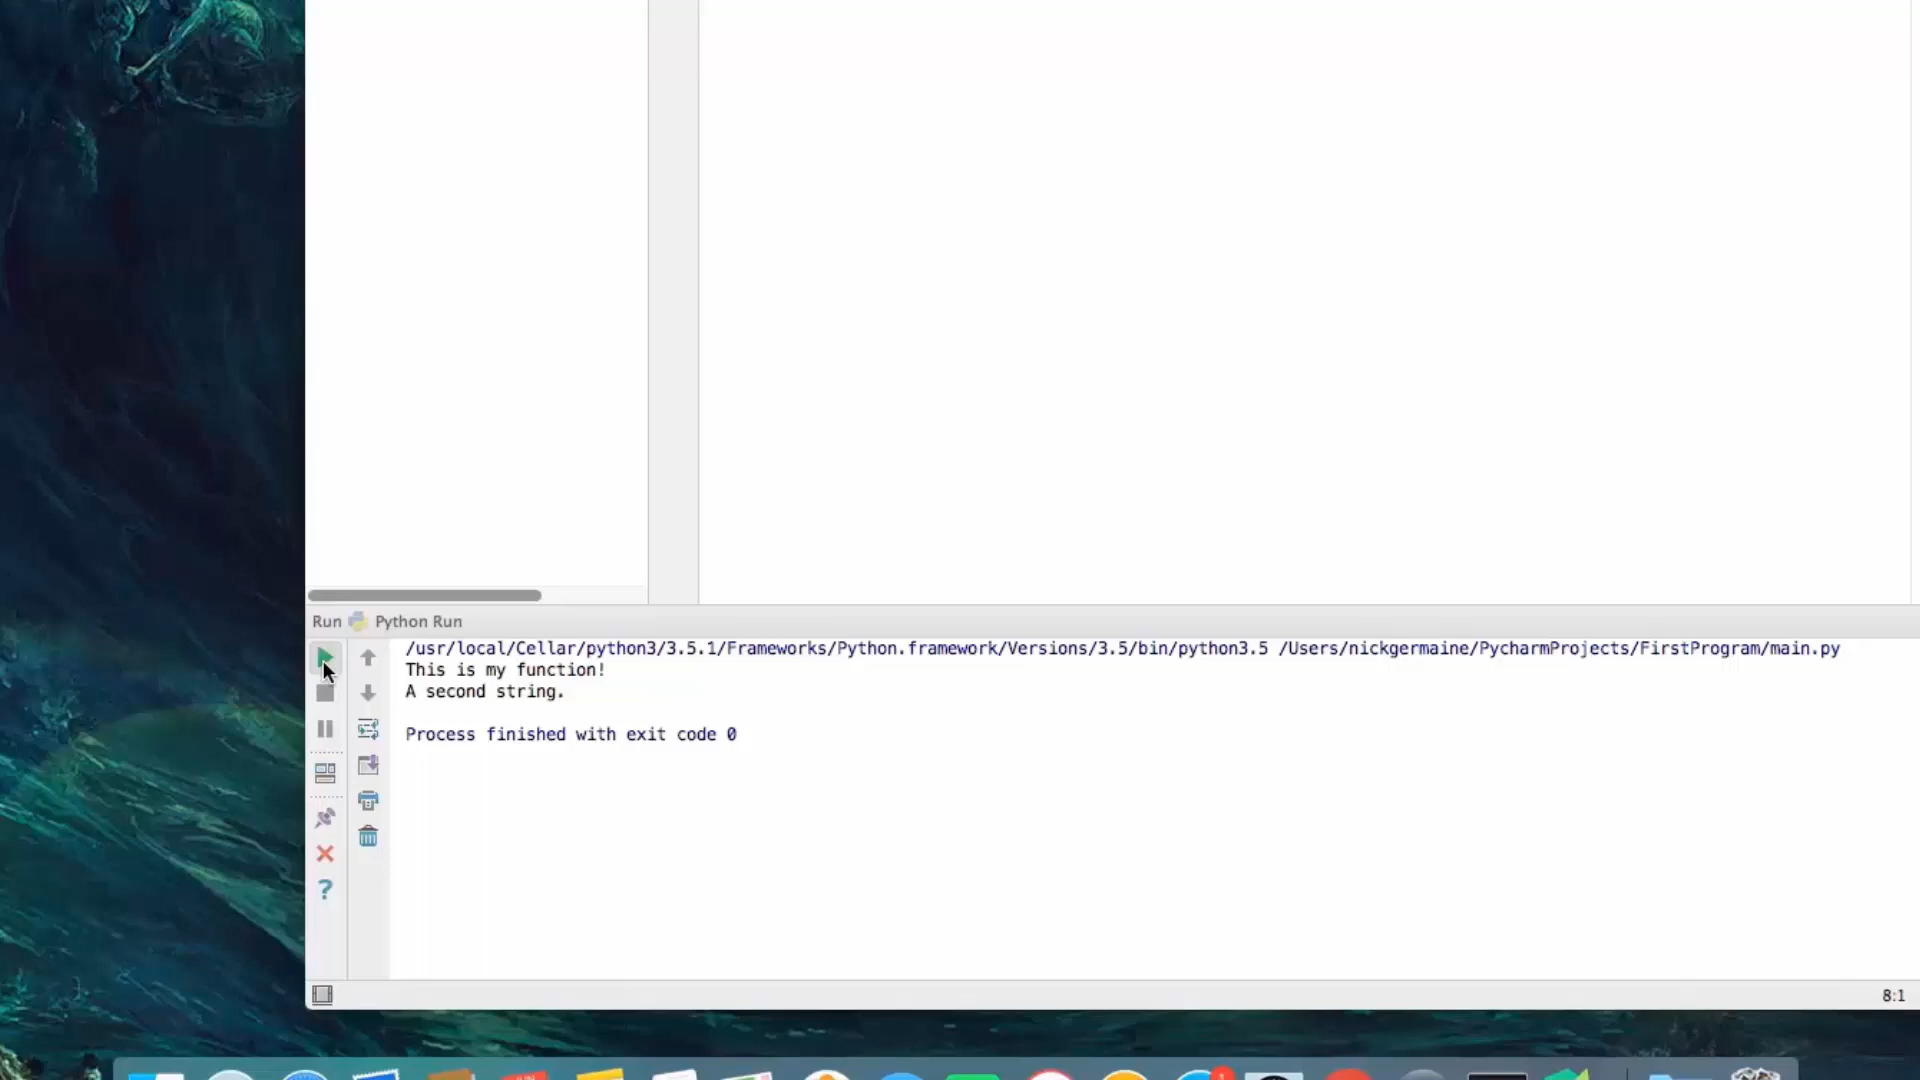 Run Python Run
/usr/local/Cellar/python3/3.5.1/Frameworks/Python.framework/Versions/3.5/bin/python3.5 /Users/nickgermaine/PycharmProjects/FirstProgram/main.py
This is my function!
A second string.
Process finished with exit code 0
?
8:1